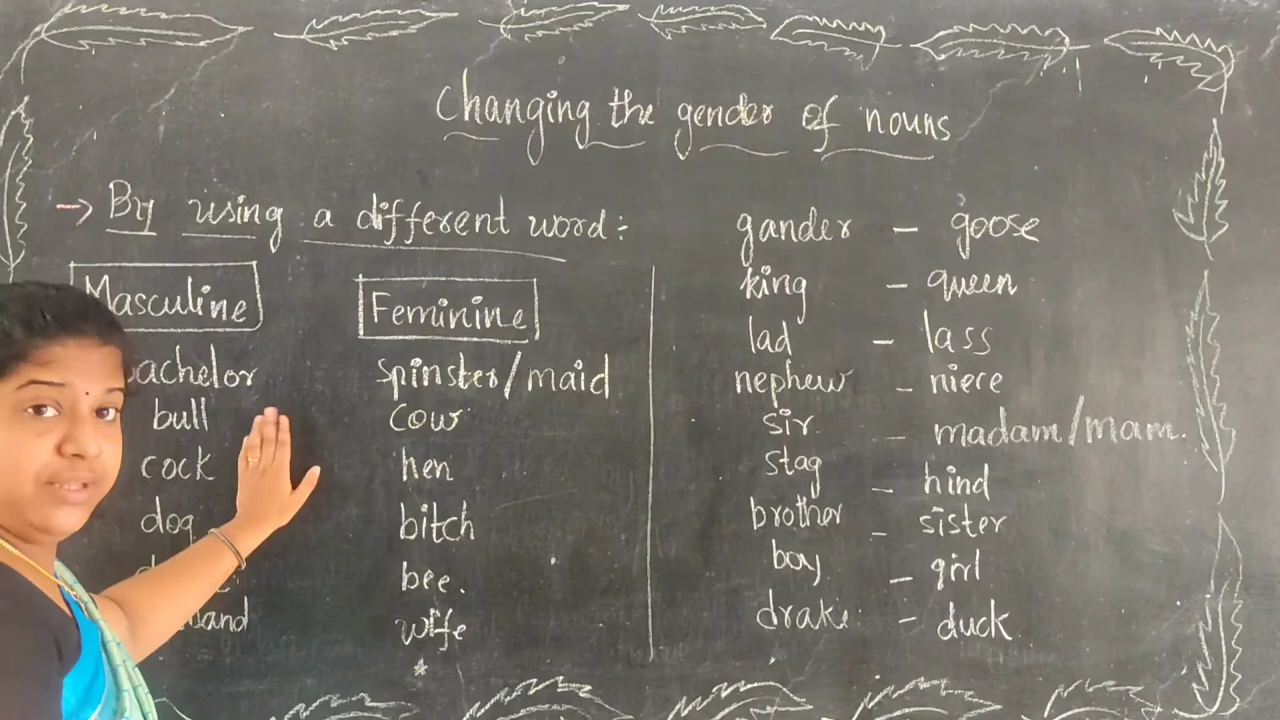 Changing the gender of nouns
→ By using a different word:
Masculine Feminine
bachelor spinster/maid
bull cow
cock hen
dog bitch
bee.
wife
gander - goose
king - queen
lad - lass
nephew - niere
sir - madam/mam.
stag - hind
brother - sister
boy - girl
drake - duck